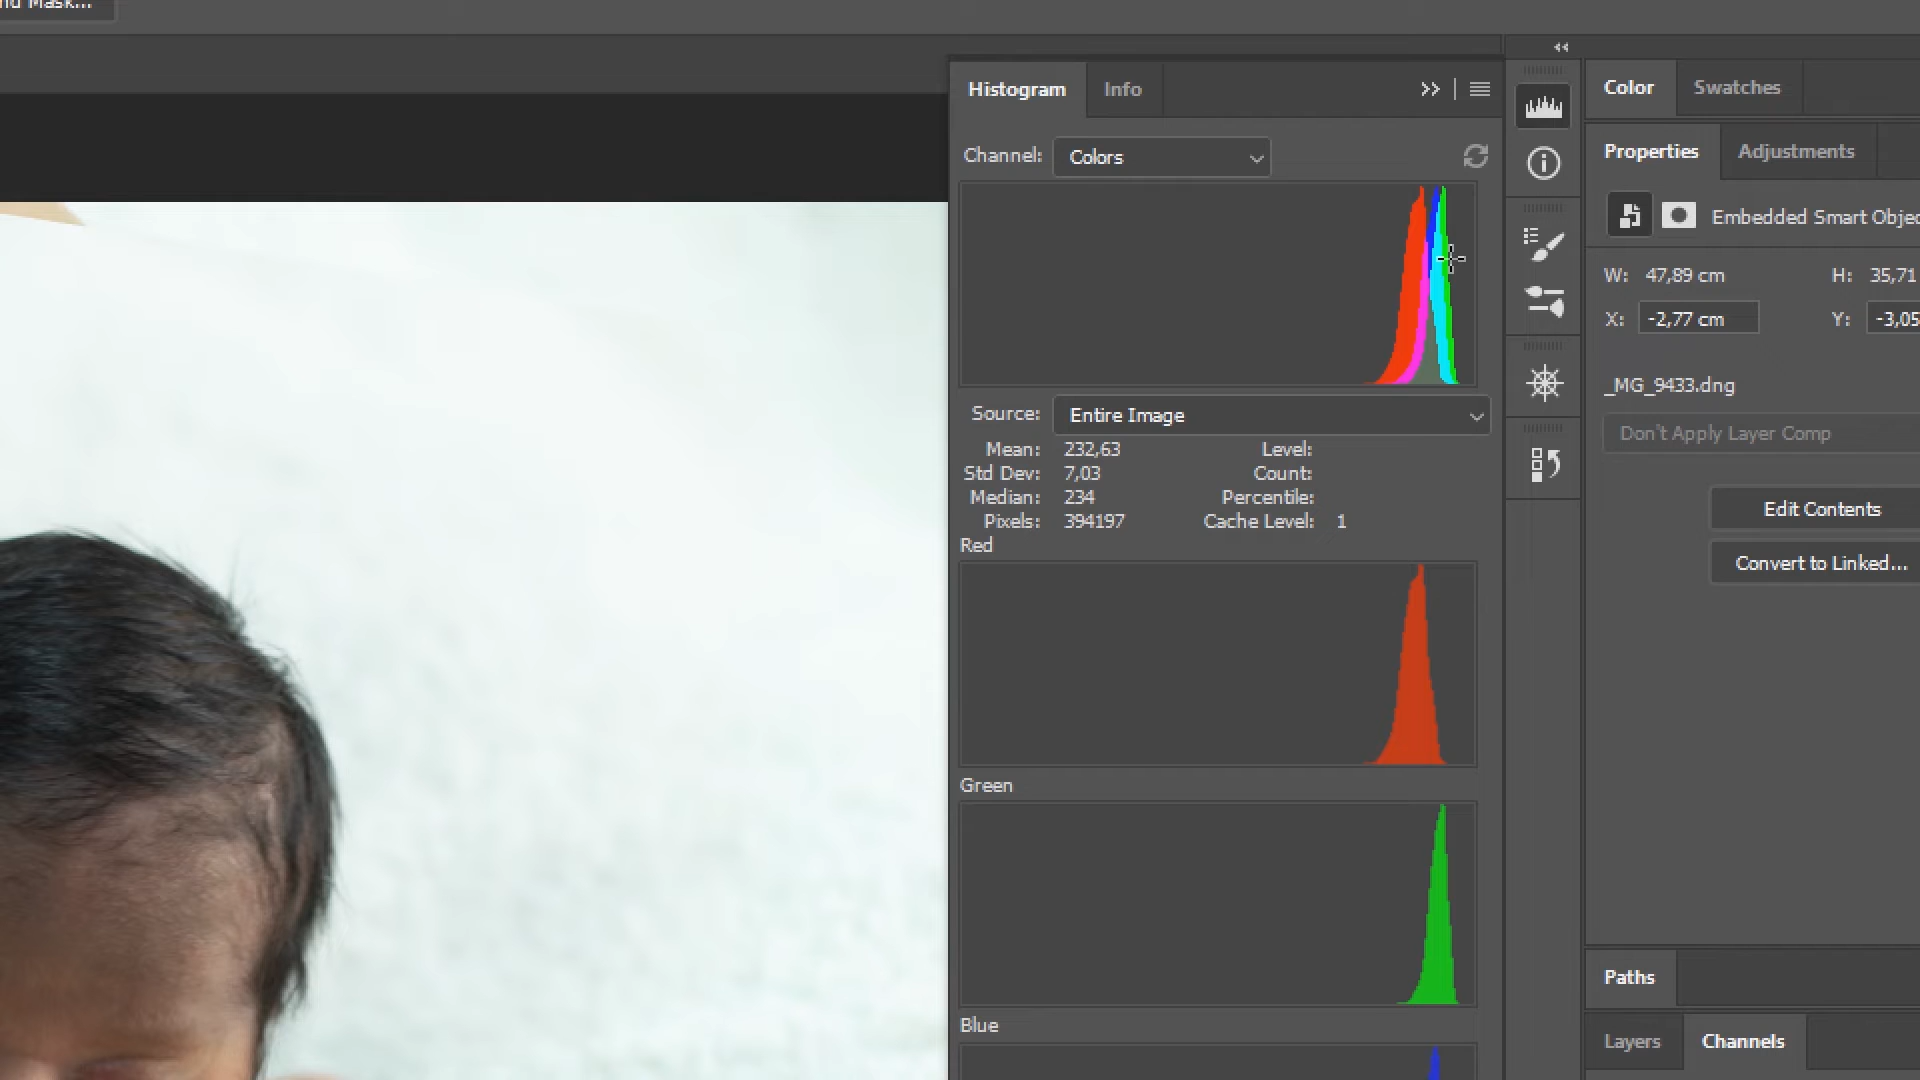 nd Mask...
Histogram Info
Color Swatches
Channel: Colors
Properties Adjustments
Embedded Smart Objec
W: 47,89 cm H: 35,71
X: -2,77 cm Y: -3,05
_MG_9433.dng
Don't Apply Layer Comp
Edit Contents
Convert to Linked...
Source: Entire Image
Mean: 232,63 Level:
Std Dev: 7,03 Count:
Median: 234 Percentile:
Pixels: 394197 Cache Level: 1
Red
Green
Blue
Paths
Layers Channels